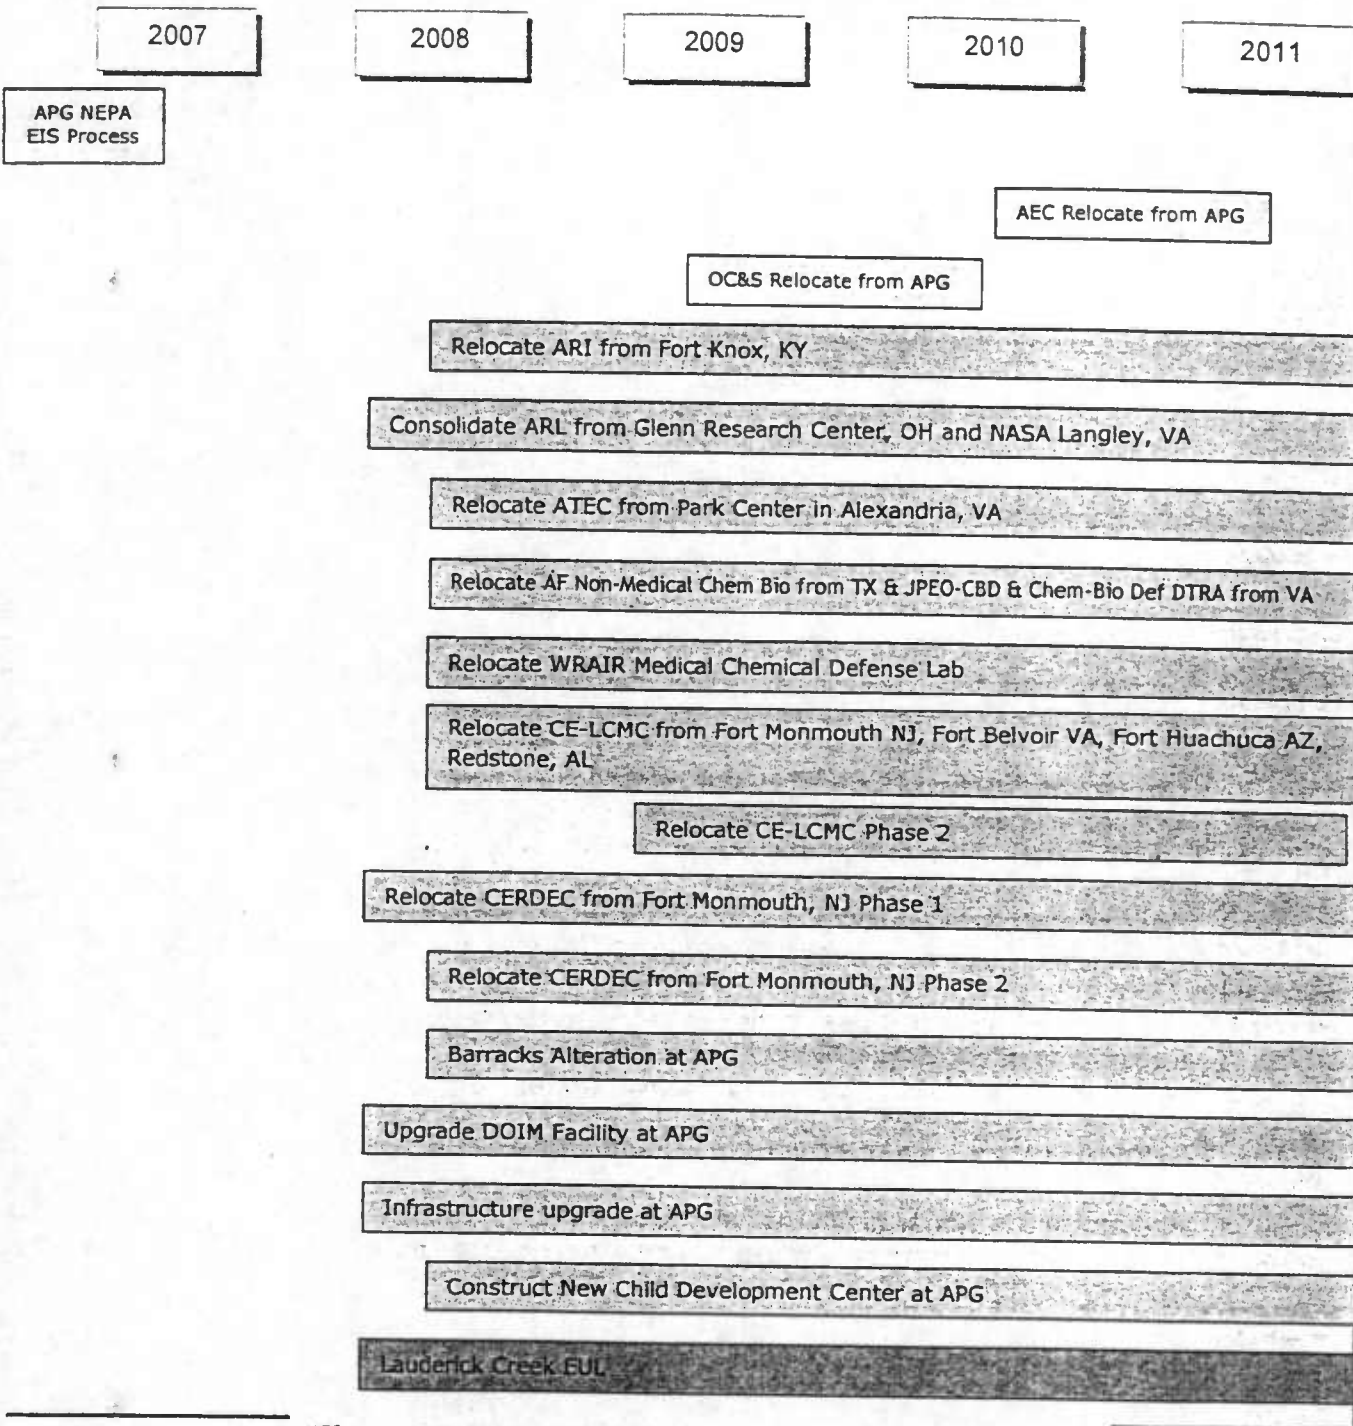 2007 2008 2009 2010 2011
APG NEPA
EIS Process
AEC Relocate from APG
OC&S Relocate from APG
Relocate ARI from Fort Knox, KY
Consolidate ARL from Glenn Research Center, OH and NASA Langley, VA
Relocate ATEC from Park Center in Alexandria, VA
Relocate AF Non-Medical Chem Bio from TX & JPEO-CBD & Chem-Bio Def DTRA from VA
Relocate WRAIR Medical Chemical Defense Lab
Relocate CE-LCMC from Fort Monmouth NJ, Fort Belvoir VA, Fort Huachuca AZ,
Redstone, AL
Relocate CE-LCMC Phase 2
Relocate CERDEC from Fort Monmouth, NJ Phase 1
Relocate CERDEC from Fort Monmouth, NJ Phase 2
Barracks Alteration at APG
Upgrade DOIM Facility at APG
Infrastructure upgrade at APG
Construct New Child Development Center at APG
Lauderick Creek EUL